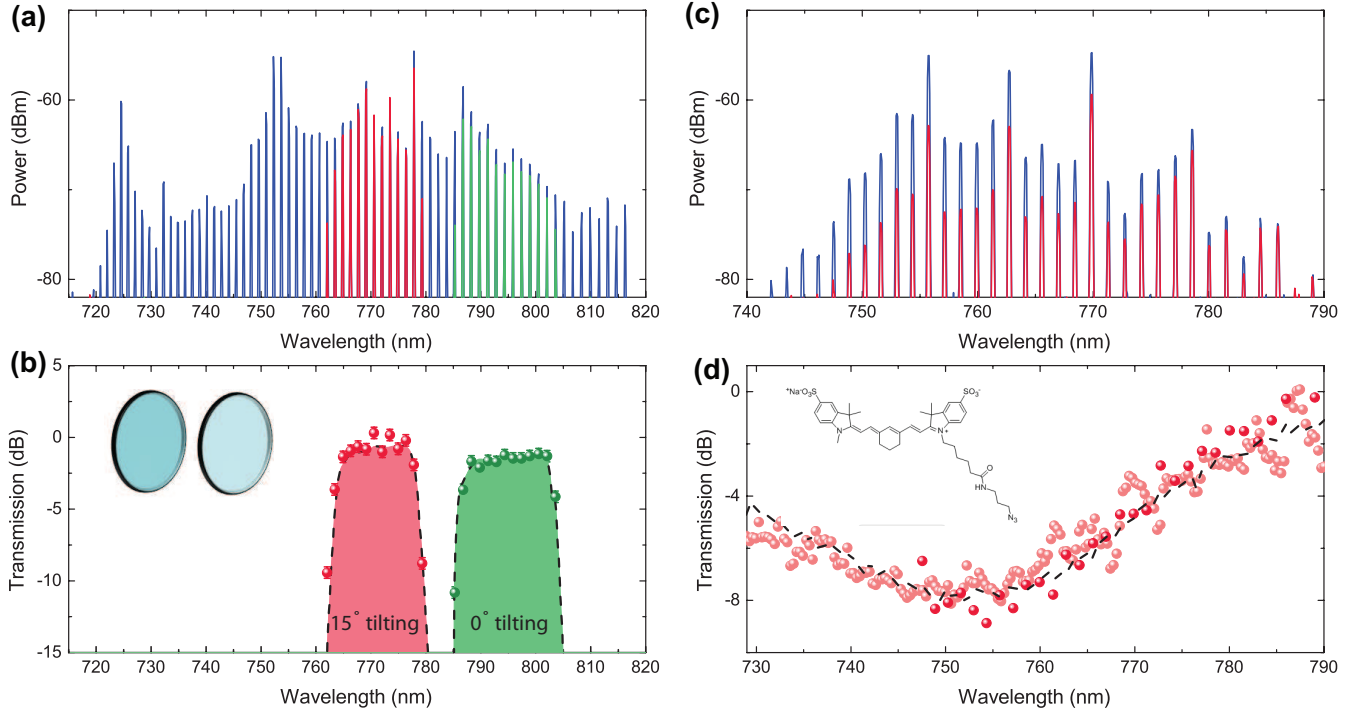 (a)
Power (dBm)
-60
-80
720 730 740 750 760 770 780 790 800 810 820
Wavelength (nm)
(c)
Power (dBm)
-60
-80
740 750 760 770 780 790
Wavelength (nm)
(b)
Transmission (dB)
5
0
-5
-10
-15
15° tilting
0° tilting
720 730 740 750 760 770 780 790 800 810 820
Wavelength (nm)
(d)
Transmission (dB)
0
-4
-8
⁺Na⁻O₃S
SO₃⁻
N
N⁺
O
HN
N₃
730 740 750 760 770 780 790
Wavelength (nm)